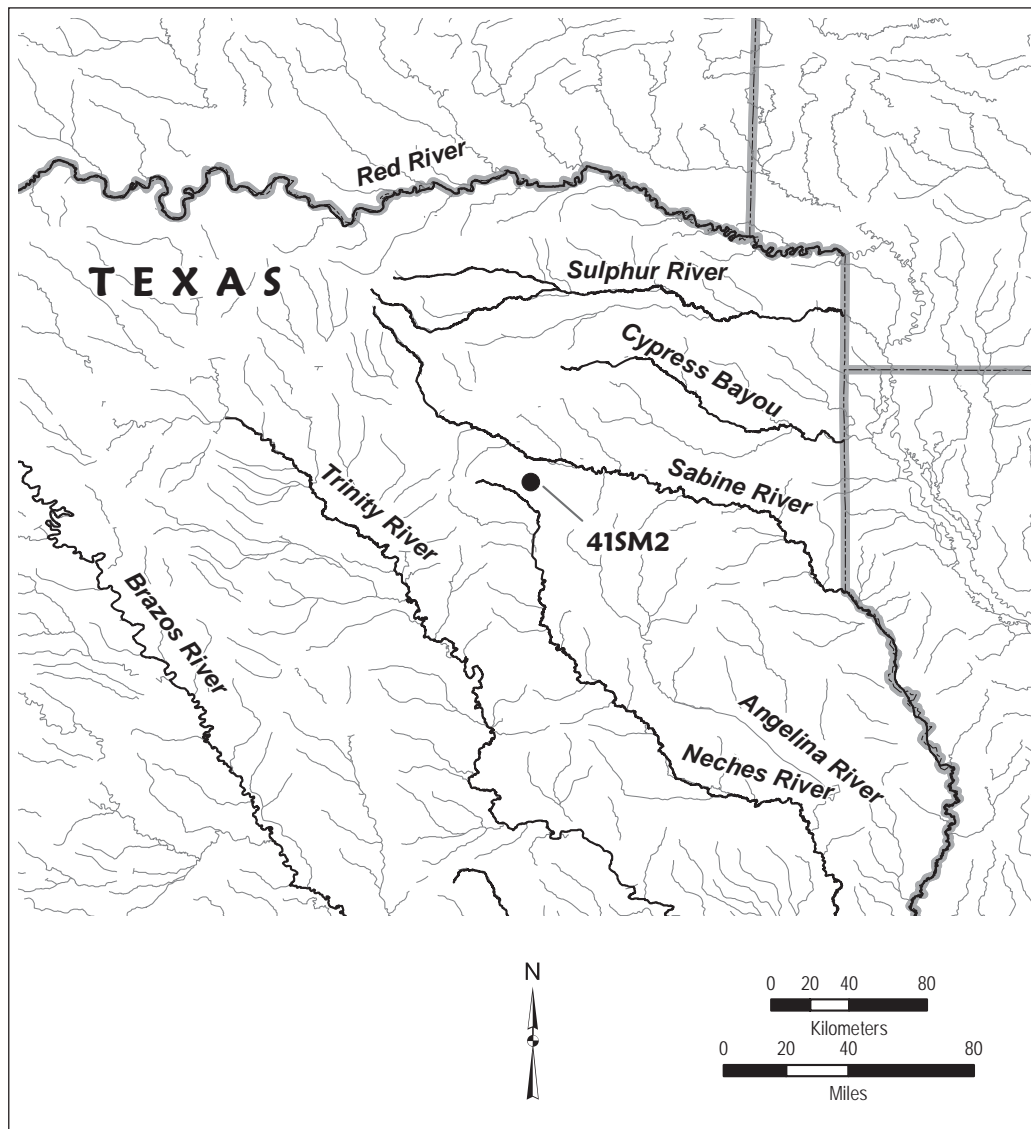 Red River
TEXAS
Sulphur River
Cypress Bayou
Sabine River
Trinity River
41SM2
Brazos River
Angelina River
Neches River
N
0 20 40 80
Kilometers
0 20 40 80
Miles